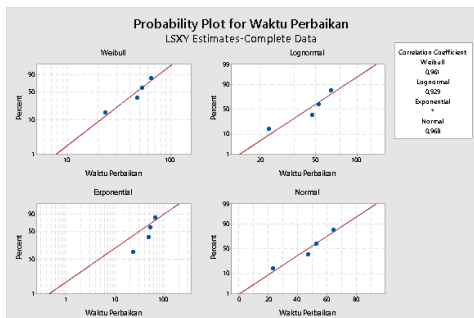 Probability Plot for Waktu Perbaikan
LSXY Estimates-Complete Data
Weibull
Lognormal
Correlation Coefficient
Weibull
0,961
Lognormal
0,929
Exponential
*
Normal
0,968
Percent
90
50
10
1
10
100
Waktu Perbaikan
Percent
99
90
50
10
1
20
50
100
Waktu Perbaikan
Exponential
Normal
Percent
90
50
10
1
1
10
100
Waktu Perbaikan
Percent
99
90
50
10
1
0
20
40
60
80
Waktu Perbaikan